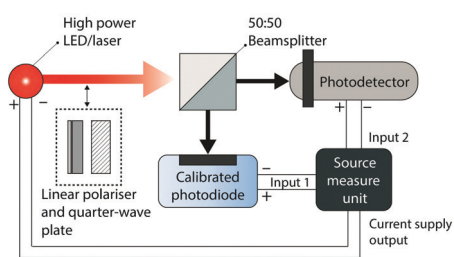 High power
LED/laser
50:50
Beamsplitter
Photodetector
+ −
+ −
Input 2
Linear polariser
and quarter-wave
plate
Calibrated
photodiode
−
Input 1
+
Source
measure
unit
Current supply
output